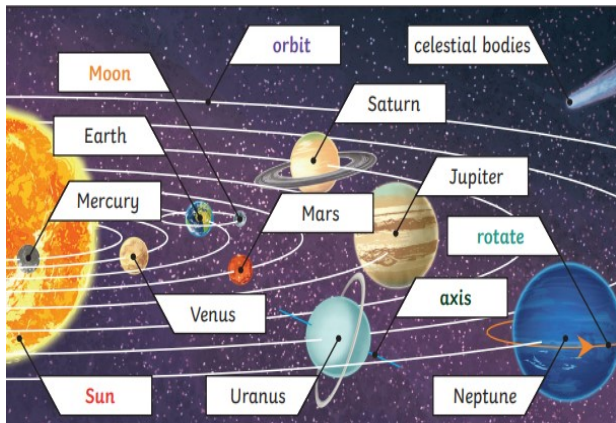 orbit
celestial bodies
Moon
Saturn
Earth
Jupiter
Mercury
Mars
rotate
Venus
axis
Sun
Uranus
Neptune